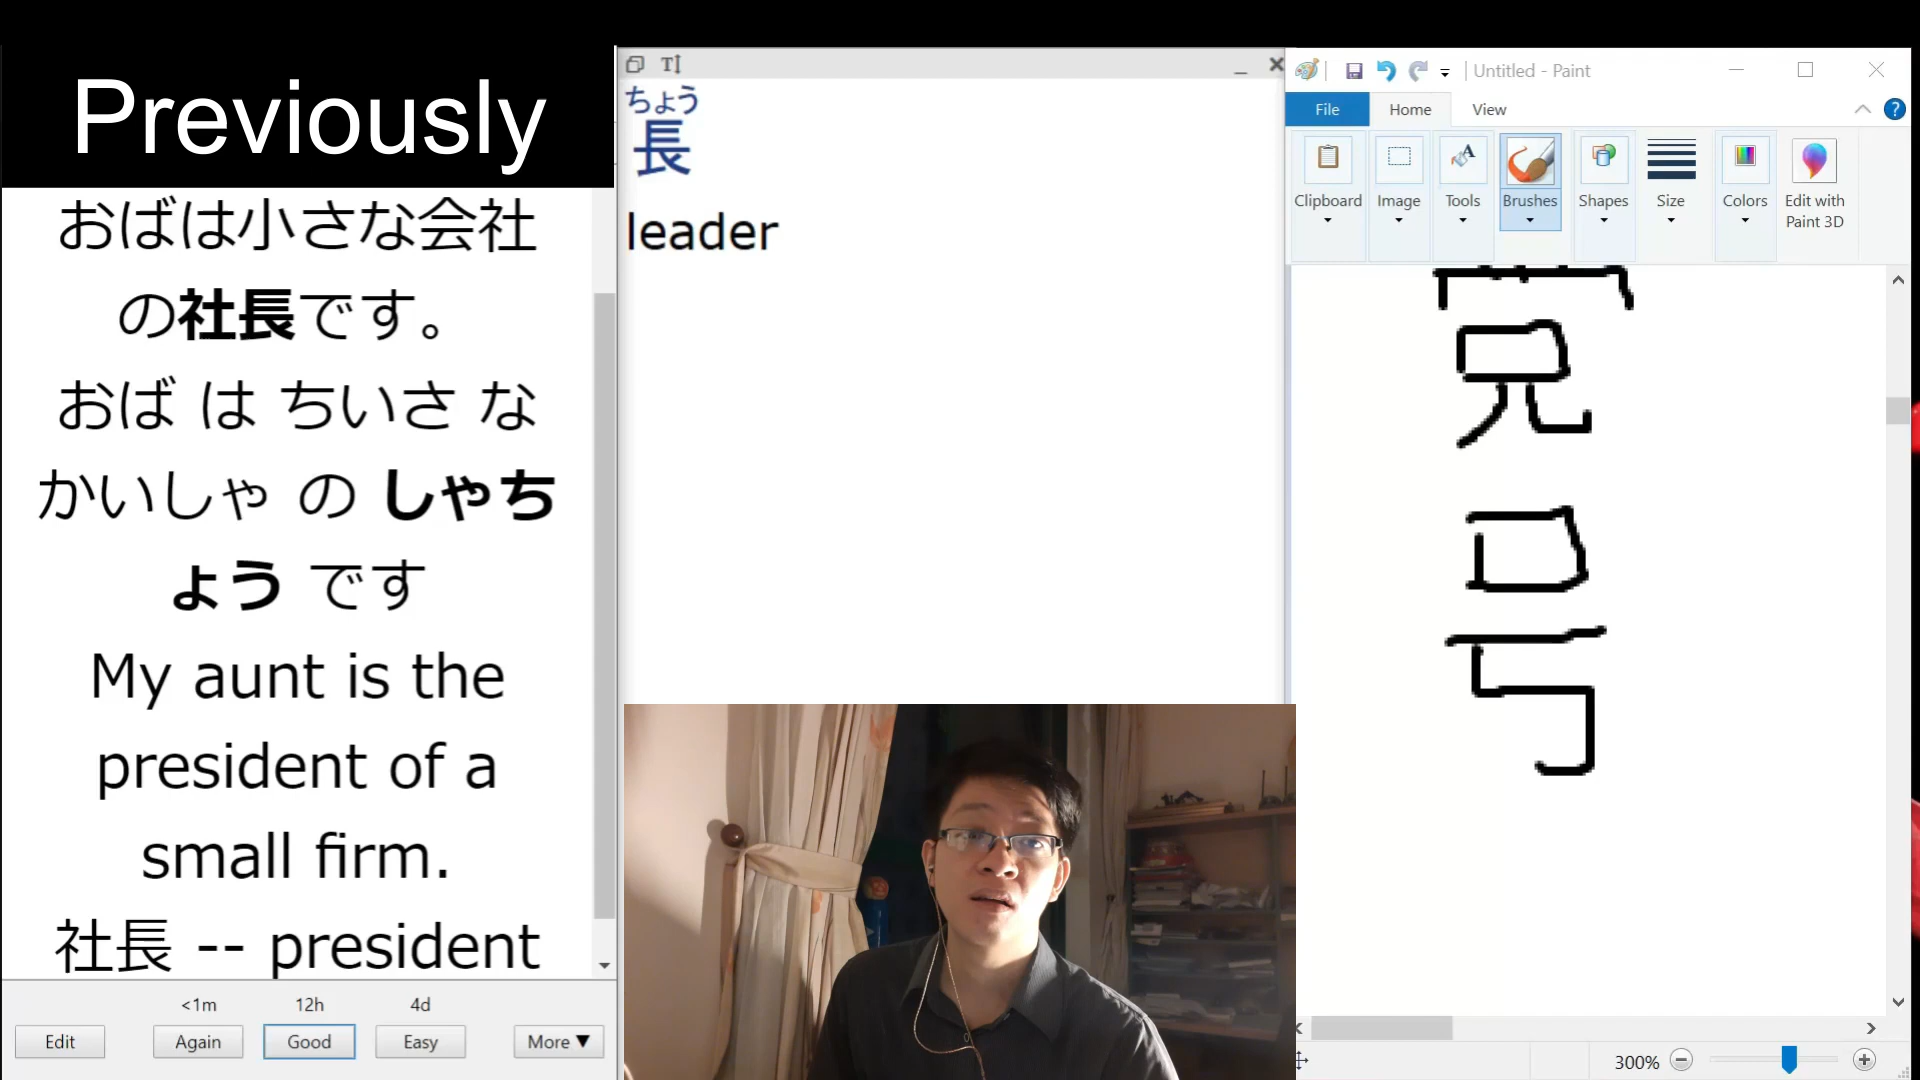 Previously
おばは小さな会社
の社長です。
おば は ちいさ な
かいしゃ の しゃち
ょう です
My aunt is the
president of a
small firm.
社長 -- president
<1m
12h
4d
Edit
Again
Good
Easy
More ▼
ちょう
長
leader
Untitled - Paint
File
Home
View
Clipboard
Image
Tools
Brushes
Shapes
Size
Colors
Edit with
Paint 3D
兄
号
300%